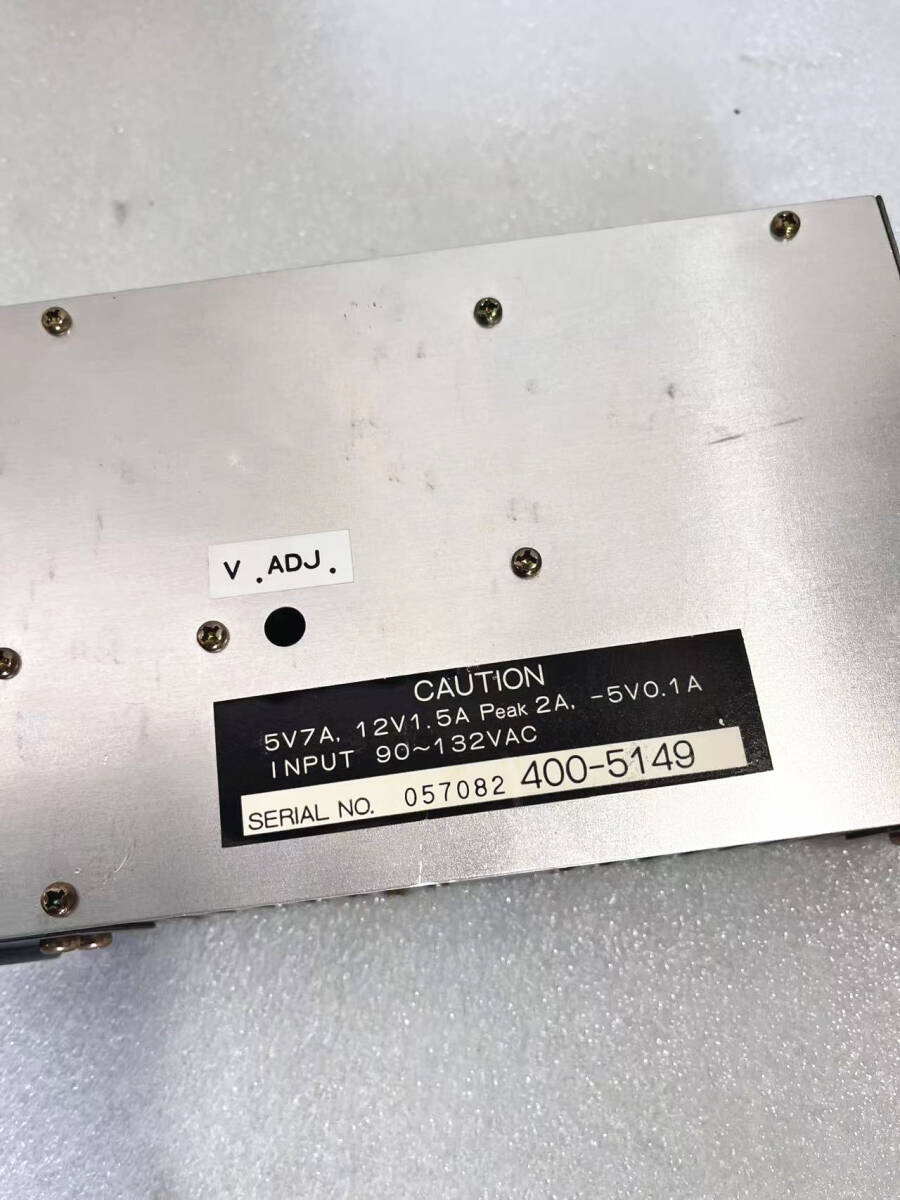 V.ADJ.
CAUTION
5V7A, 12V1.5A Peak 2A, -5V0.1A
INPUT 90~132VAC
SERIAL NO. 057082 400-5149